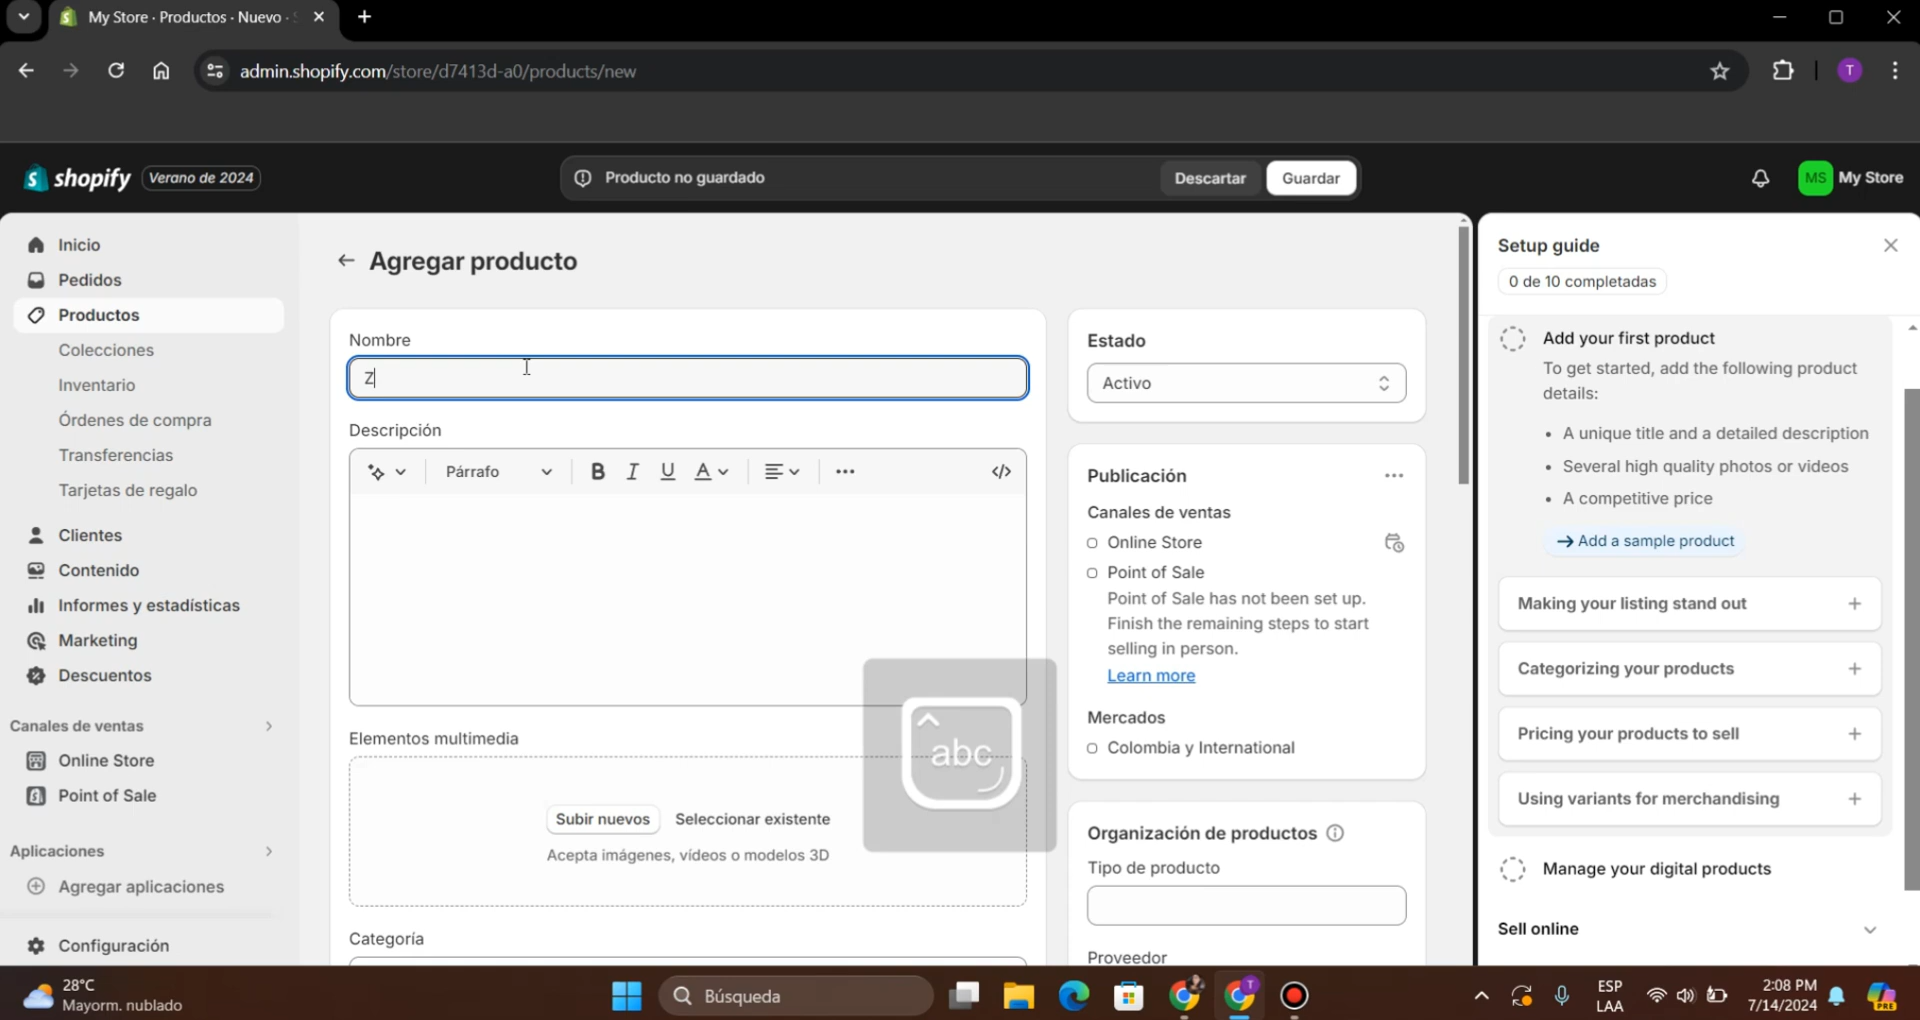 My Store · Productos · Nuevo ·
admin.shopify.com/store/d7413d-a0/products/new
T
shopify
Verano de 2024
Producto no guardado
Descartar
Guardar
MS
My Store
Inicio
Pedidos
Productos
Colecciones
Inventario
Órdenes de compra
Transferencias
Tarjetas de regalo
Clientes
Contenido
Informes y estadísticas
Marketing
Descuentos
Canales de ventas
Online Store
Point of Sale
Aplicaciones
Agregar aplicaciones
Configuración
Agregar producto
Nombre
Z
Descripción
Párrafo
B I U A
Elementos multimedia
Subir nuevos
Seleccionar existente
Acepta imágenes, vídeos o modelos 3D
Categoría
abc
Estado
Activo
Publicación
Canales de ventas
Online Store
Point of Sale
Point of Sale has not been set up.
Finish the remaining steps to start
selling in person.
Learn more
Mercados
Colombia y International
Organización de productos
Tipo de producto
Proveedor
Setup guide
0 de 10 completadas
Add your first product
To get started, add the following product
details:
• A unique title and a detailed description
• Several high quality photos or videos
• A competitive price
Add a sample product
Making your listing stand out
Categorizing your products
Pricing your products to sell
Using variants for merchandising
Manage your digital products
Sell online
28°C
Mayorm. nublado
Búsqueda
T
ESP
LAA
2:08 PM
7/14/2024
PRE